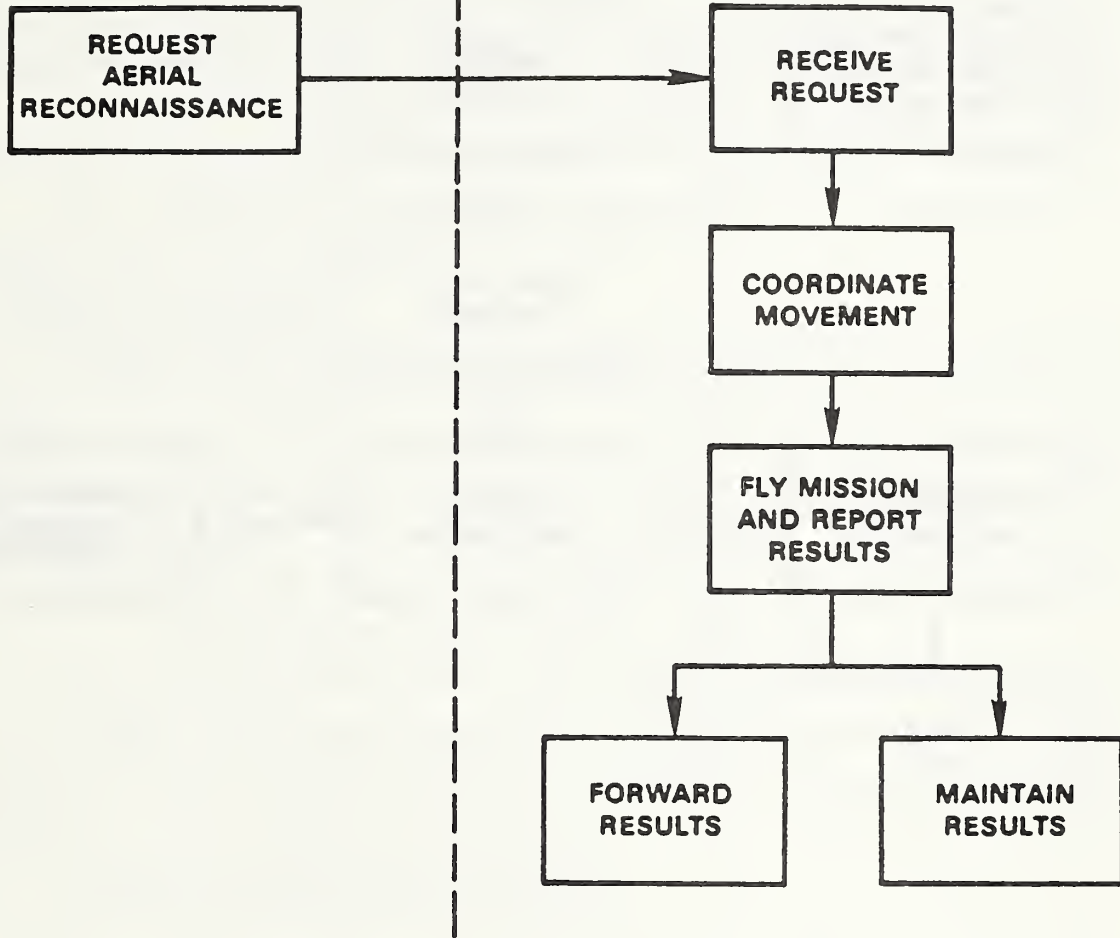 REQUEST
AERIAL
RECONNAISSANCE
RECEIVE
REQUEST
COORDINATE
MOVEMENT
FLY MISSION
AND REPORT
RESULTS
FORWARD
RESULTS
MAINTAIN
RESULTS